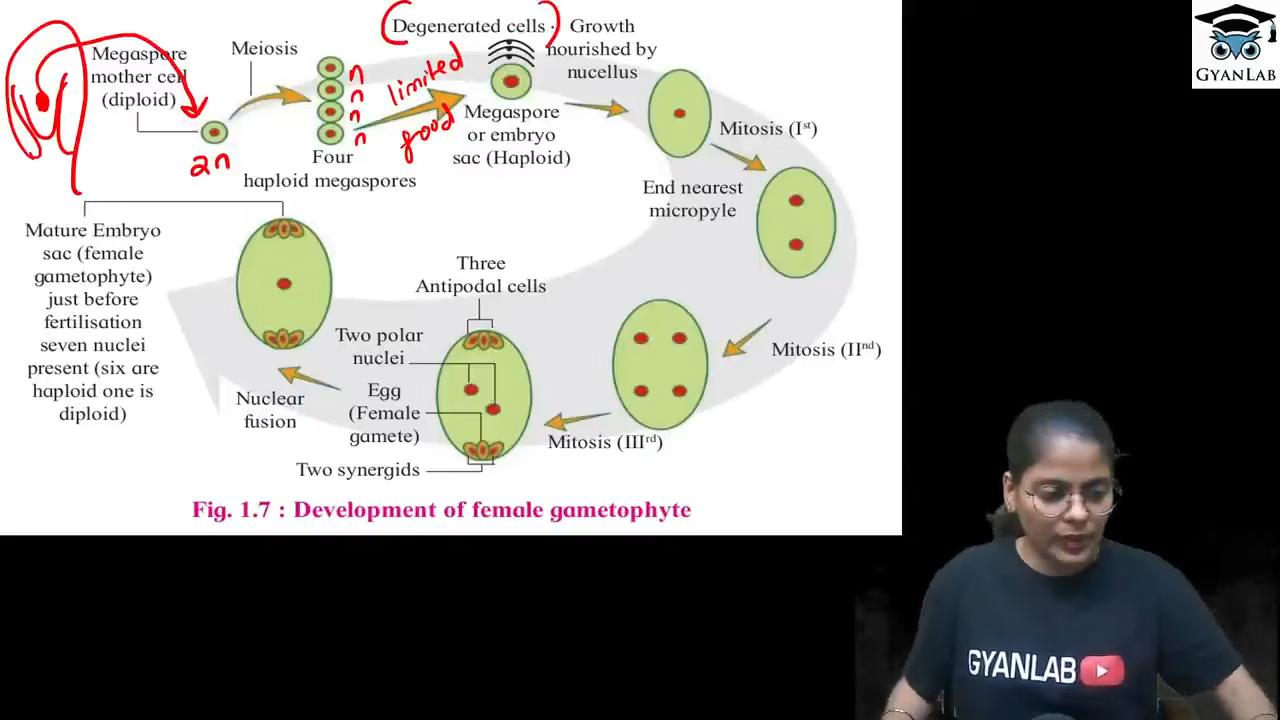 Degenerated cells
Growth
nourished by
nucellus
Megaspore
mother cell
(diploid)
2n
Meiosis
n
n
n
n
Four
haploid megaspores
limited
food
Megaspore
or embryo
sac (Haploid)
Mitosis (Ist)
End nearest
micropyle
Mitosis (IInd)
Mitosis (IIIrd)
Three
Antipodal cells
Two polar
nuclei
Egg
(Female
gamete)
Two synergids
Nuclear
fusion
Mature Embryo
sac (female
gametophyte)
just before
fertilisation
seven nuclei
present (six are
haploid one is
diploid)
Fig. 1.7 : Development of female gametophyte
GYANLAB
GYANLAB